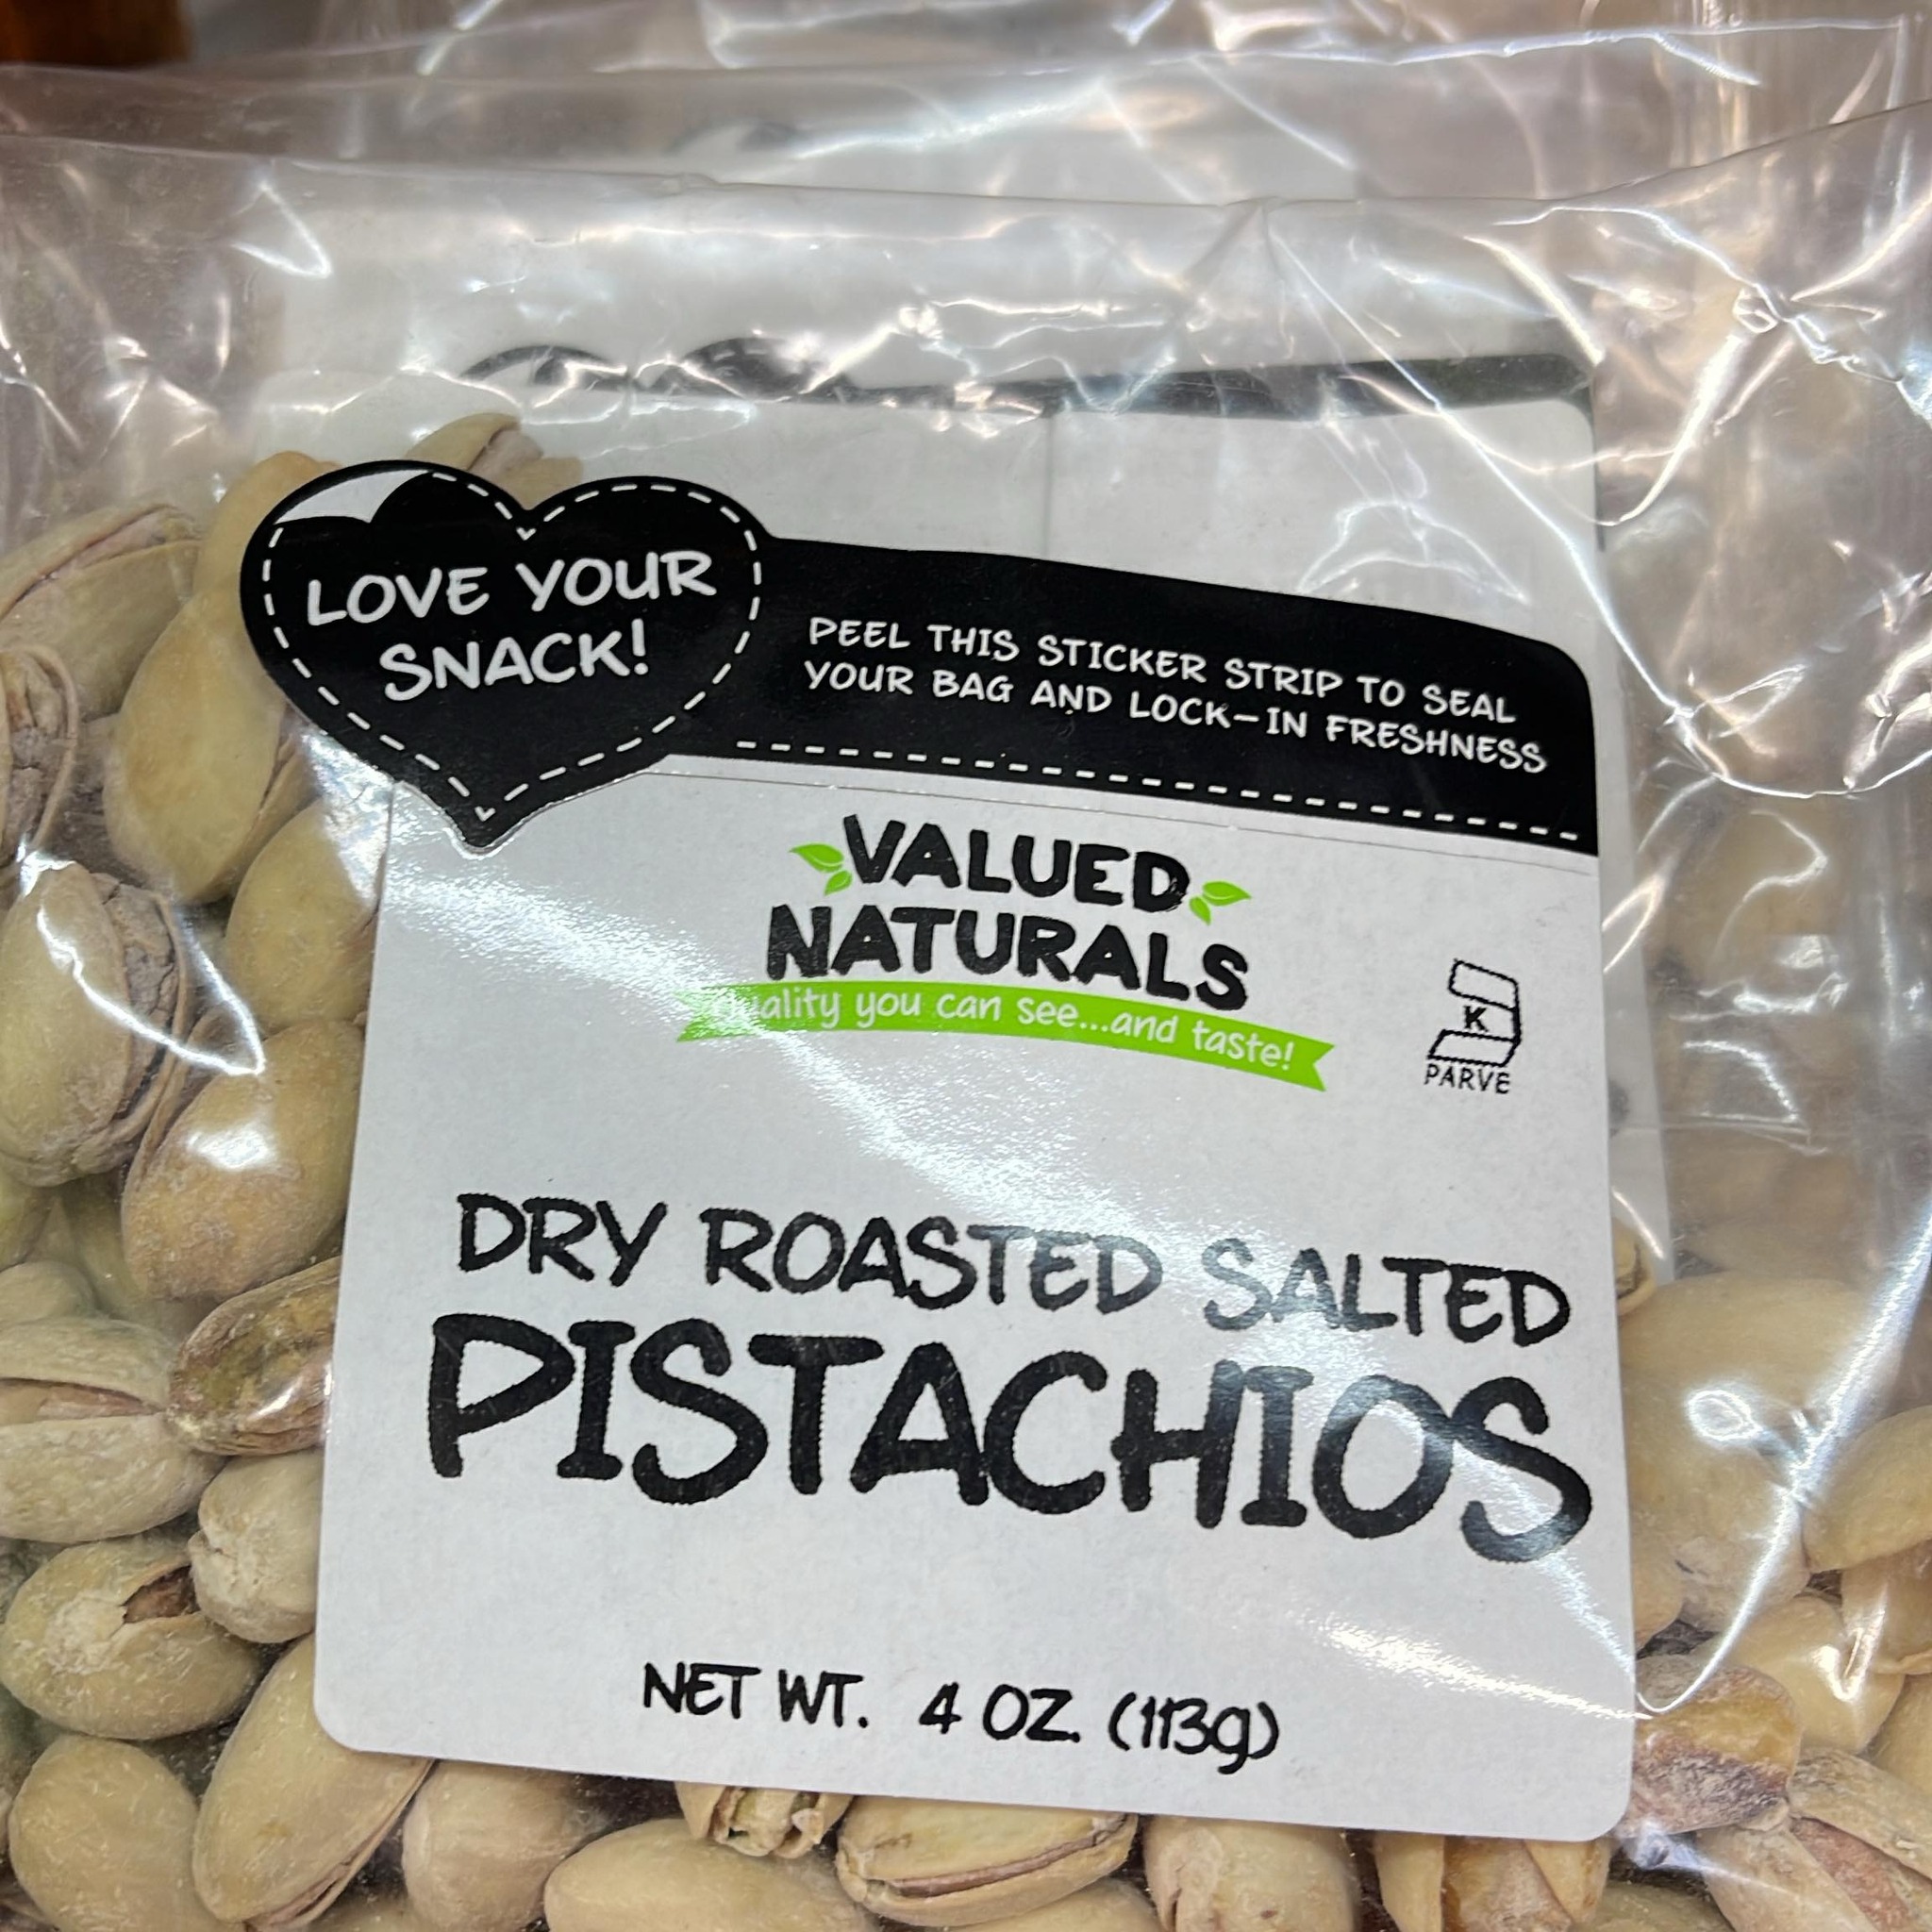 LOVE YOUR
SNACK!
PEEL THIS STICKER STRIP TO SEAL
YOUR BAG AND LOCK-IN FRESHNESS
VALUED
NATURALS
Quality you can see...and taste!
K
PARVE
DRY ROASTED SALTED
PISTACHIOS
NET WT. 4 OZ. (113g)